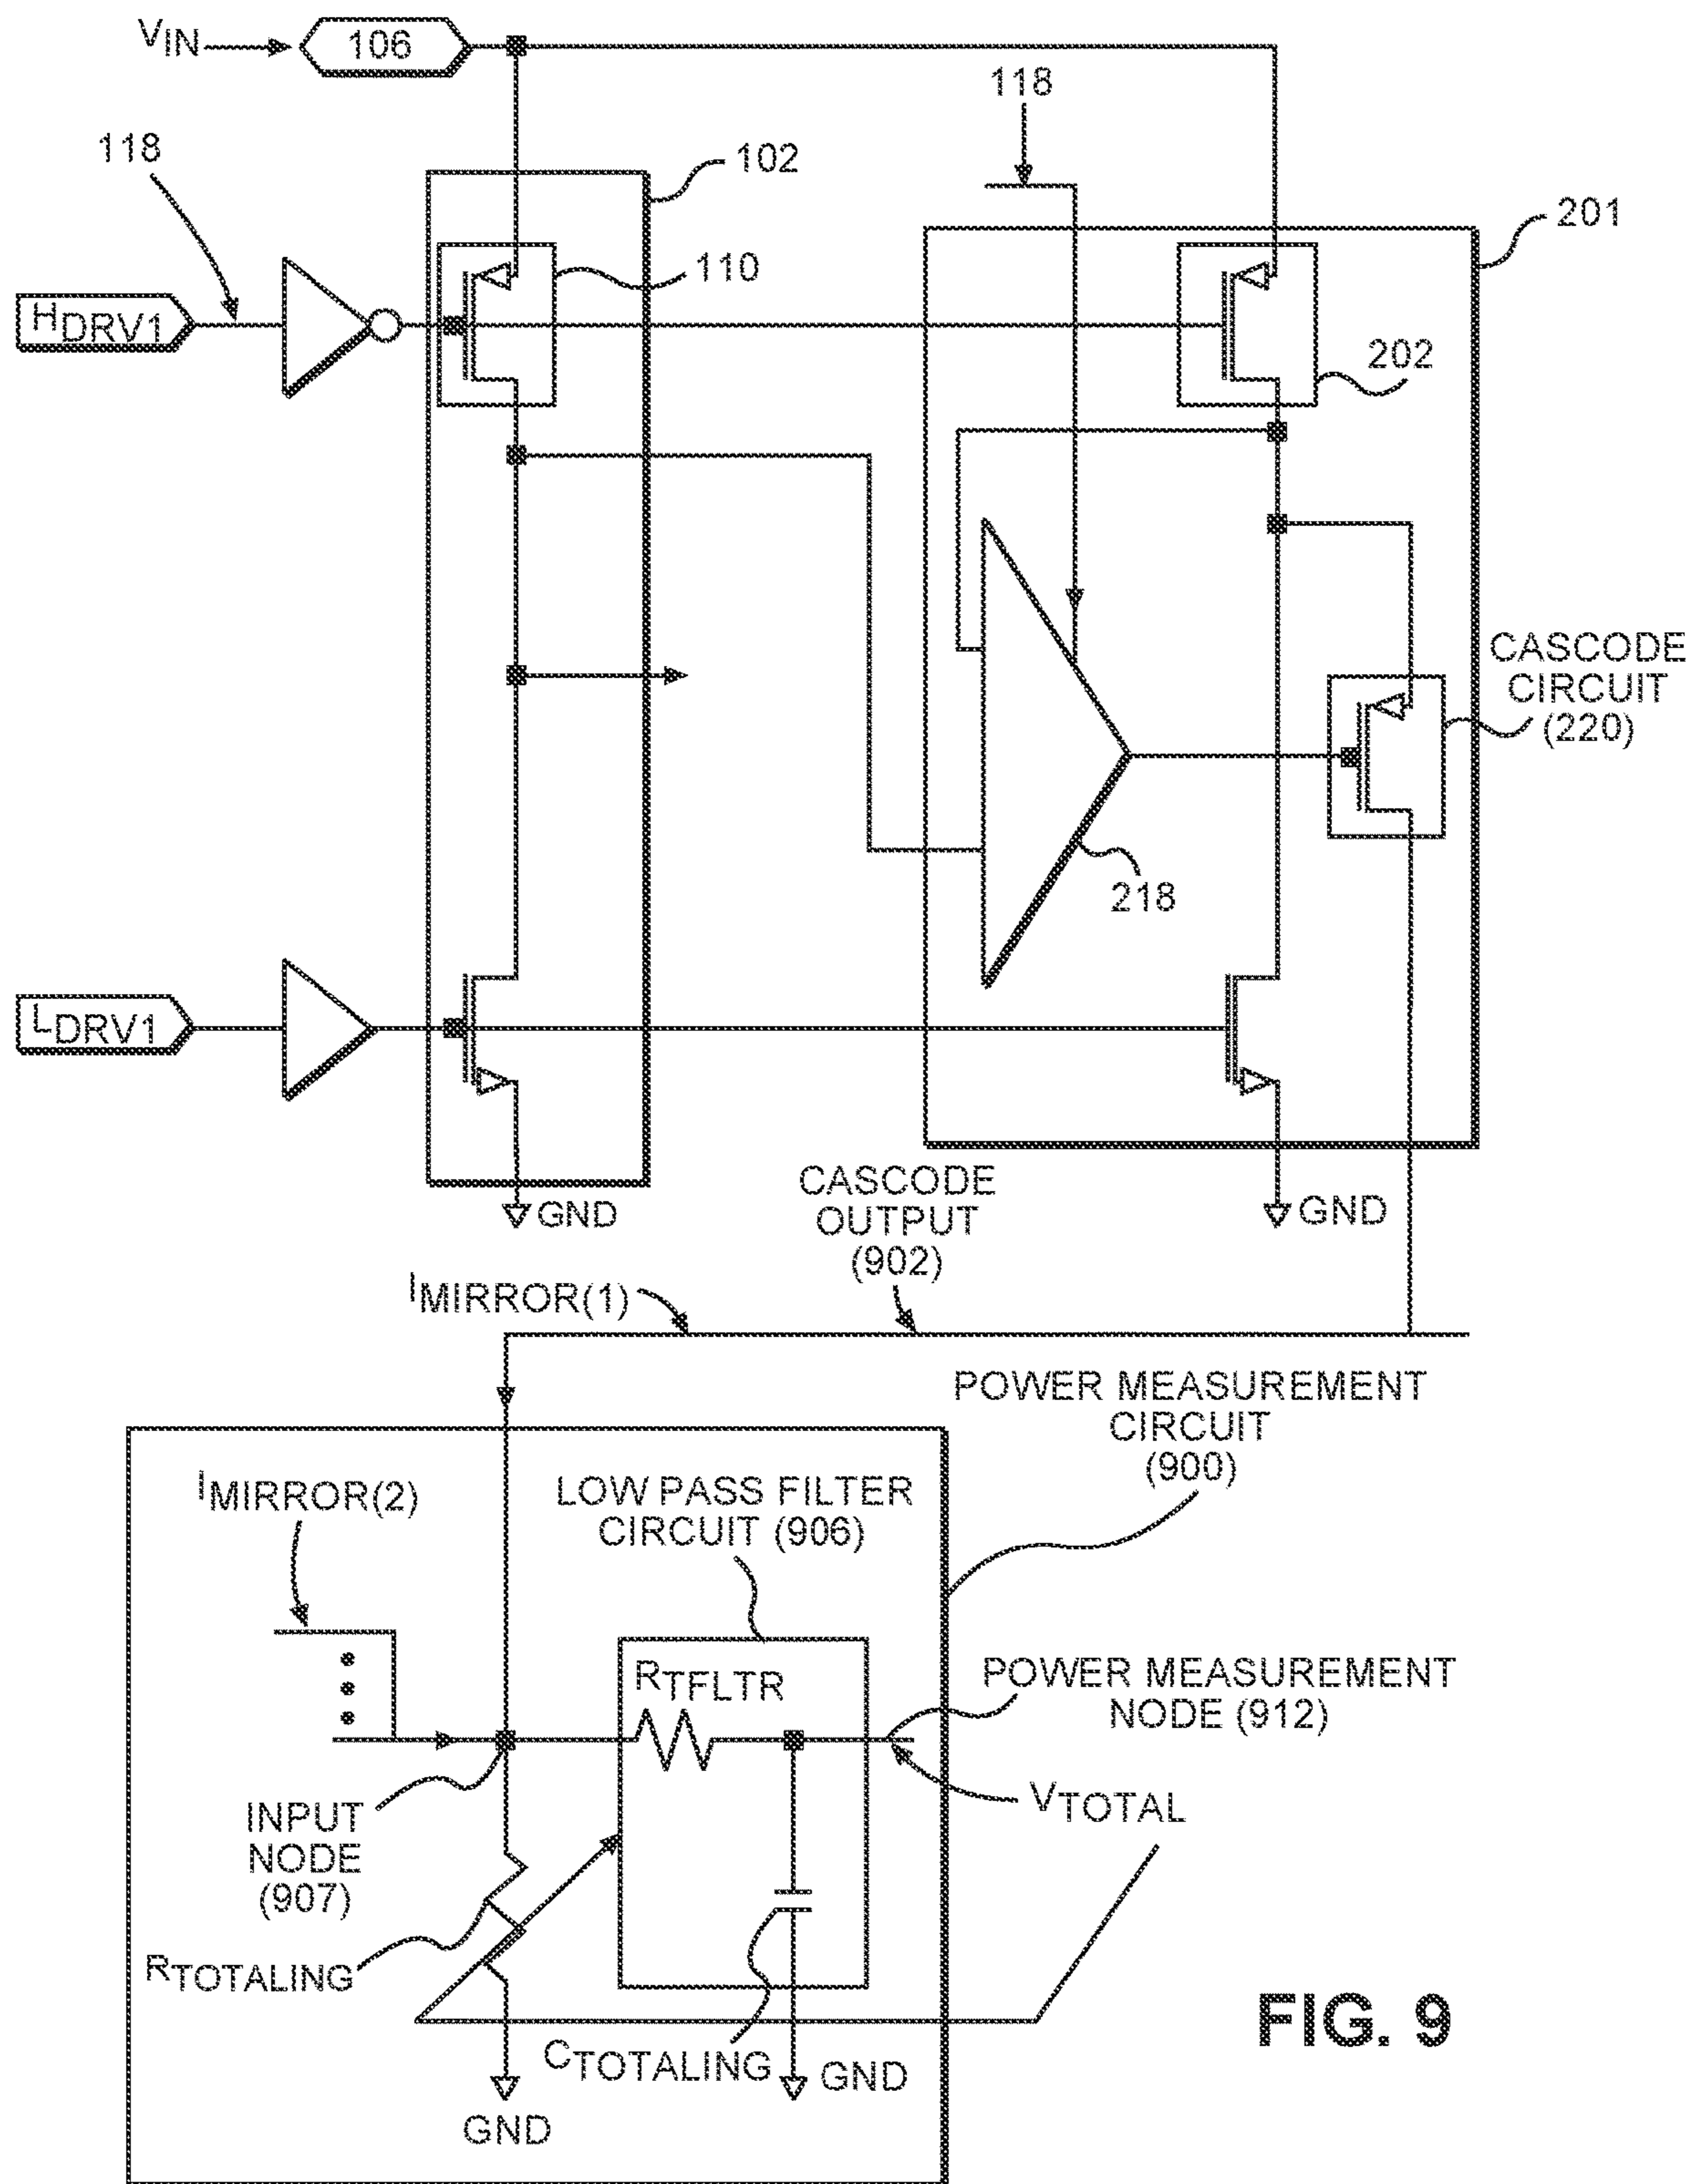 VIN
106
118
118
102
201
HDRV1
110
202
CASCODE
CIRCUIT
(220)
218
LDRV1
GND
GND
CASCODE
OUTPUT
(902)
IMIRROR(1)
POWER MEASUREMENT
CIRCUIT
(900)
IMIRROR(2)
LOW PASS FILTER
CIRCUIT (906)
RTFLTR
POWER MEASUREMENT
NODE (912)
VTOTAL
INPUT
NODE
(907)
RTOTALING
CTOTALING
GND
GND
FIG. 9